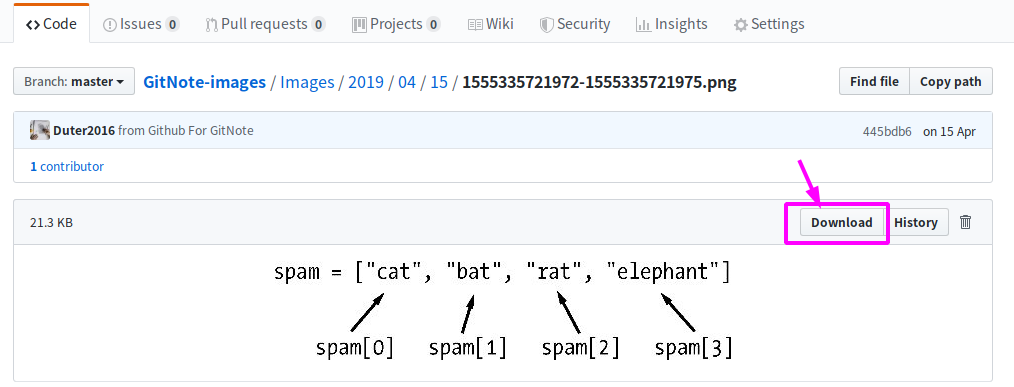 Code Issues 0 Pull requests 0 Projects 0 Wiki Security Insights Settings
Branch: master GitNote-images / Images / 2019 / 04 / 15 / 1555335721972-1555335721975.png Find file Copy path
Duter2016 from Github For GitNote 445bdb6 on 15 Apr
1 contributor
21.3 KB Download History
spam = ["cat", "bat", "rat", "elephant"]
spam[0] spam[1] spam[2] spam[3]